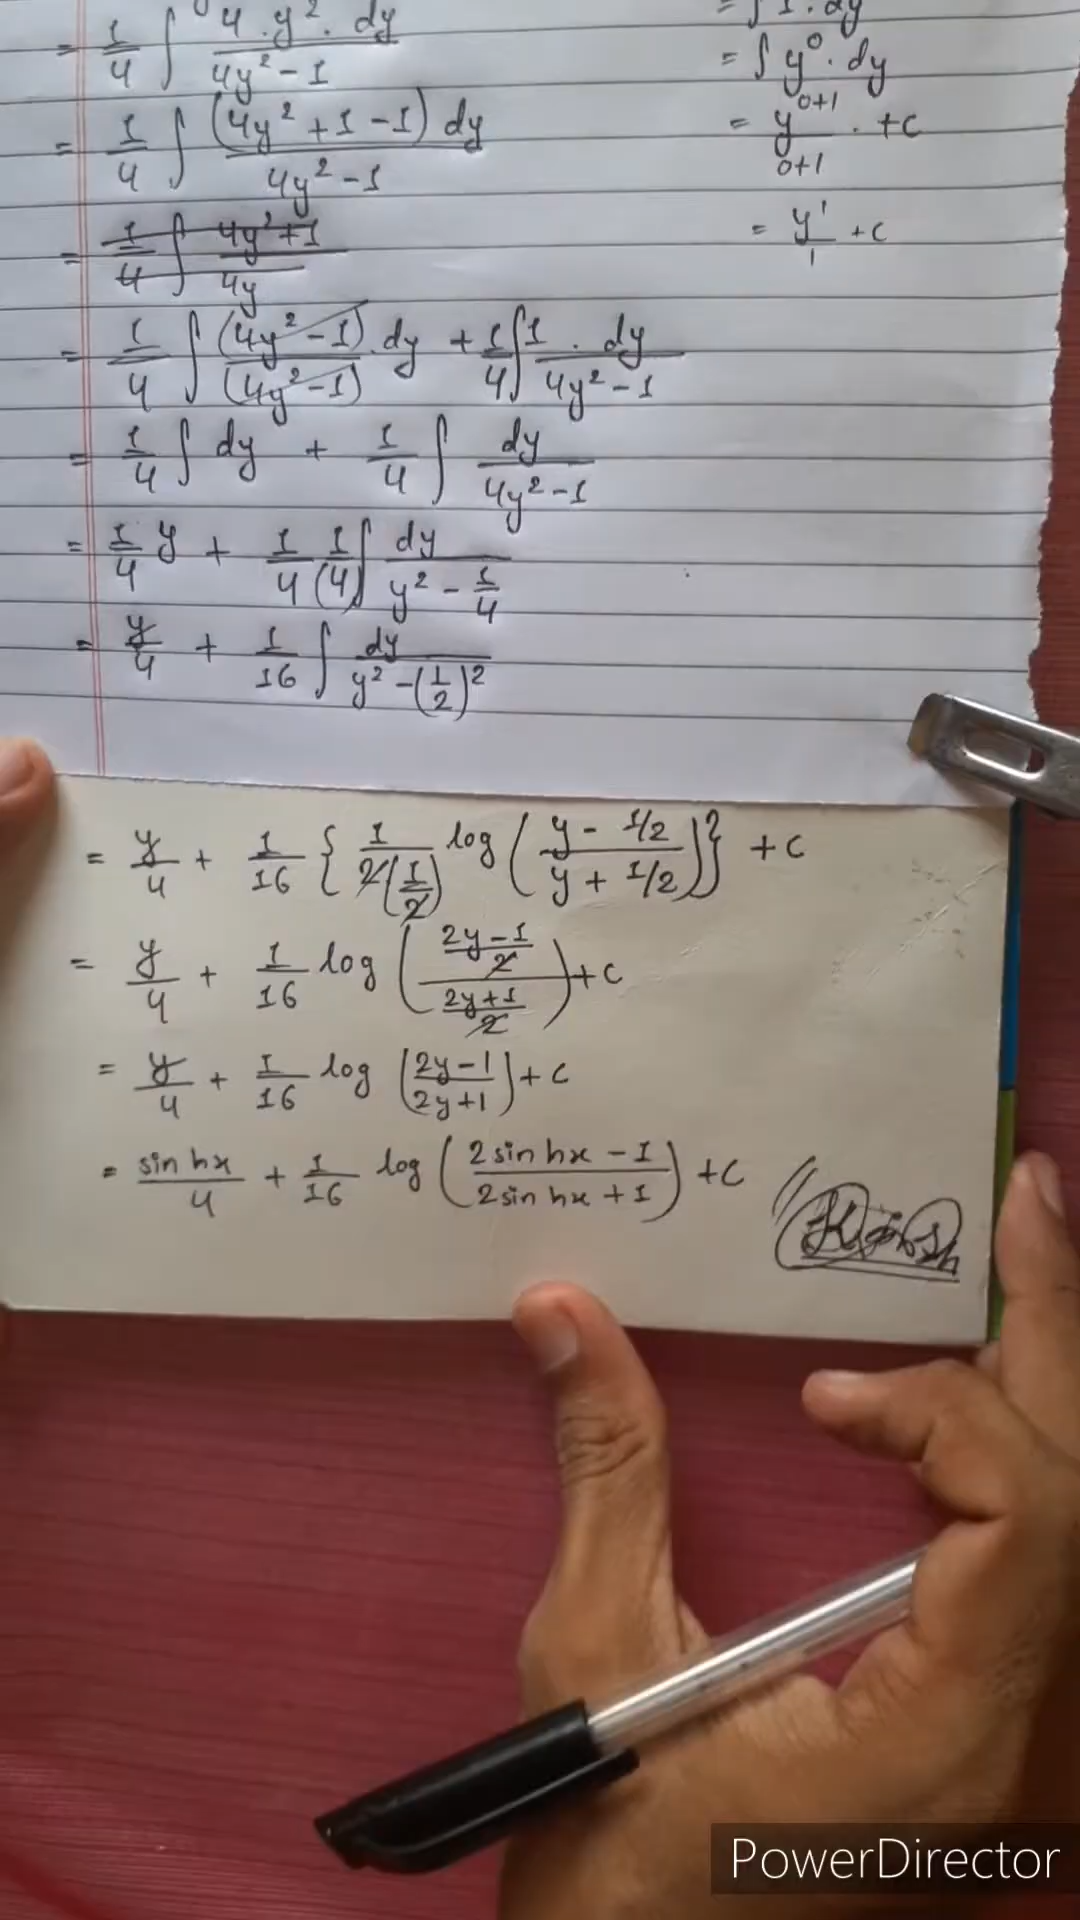 = 1/4 ∫ 4.y². dy / 4y²-1
= 1/4 ∫ (4y²+1-1) dy / 4y²-1
= 1/4 ∫ 4y²+1 / 4y
= 1/4 ∫ (4y²-1).dy / (4y²-1) + 1/4 ∫ 1. dy / 4y²-1
= 1/4 ∫ dy + 1/4 ∫ dy / 4y²-1
= 1/4 y + 1/4 1/(4) ∫ dy / y² - 1/4
= y/4 + 1/16 ∫ dy / y² - (1/2)²
= ∫ 1. dy
= ∫ y⁰. dy
= y⁰⁺¹ / 0+1 . +c
= y¹/1 +c
= y/4 + 1/16 { 1 / 2(1/2) log ( y - 1/2 / y + 1/2 ) } + c
= y/4 + 1/16 log ( 2y-1/2 / 2y+1/2 ) + c
= y/4 + 1/16 log ( 2y-1 / 2y+1 ) + c
= sin hx / 4 + 1/16 log ( 2 sin hx - 1 / 2 sin hx + 1 ) + c
PowerDirector